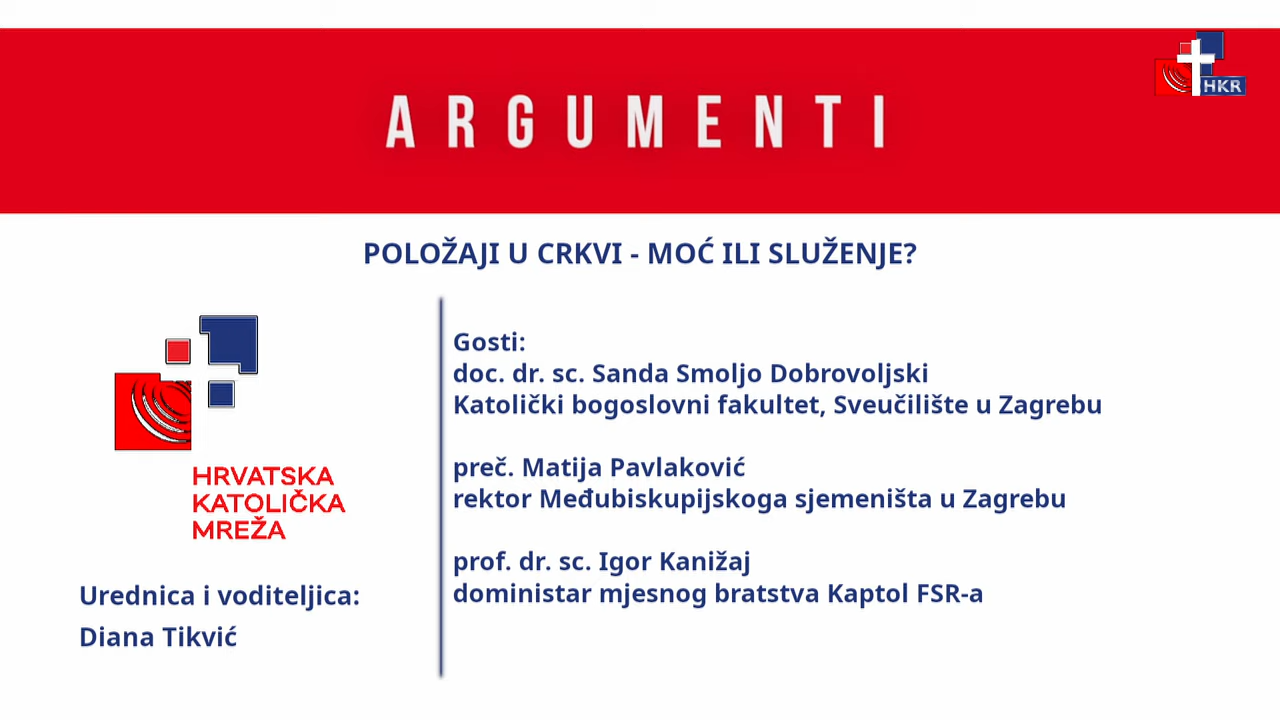 ARGUMENTI
HKR
POLOŽAJI U CRKVI - MOĆ ILI SLUŽENJE?
HRVATSKA
KATOLIČKA
MREŽA
Urednica i voditeljica:
Diana Tikvić
Gosti:
doc. dr. sc. Sanda Smoljo Dobrovoljski
Katolički bogoslovni fakultet, Sveučilište u Zagrebu
preč. Matija Pavlaković
rektor Međubiskupijskoga sjemeništa u Zagrebu
prof. dr. sc. Igor Kanižaj
doministar mjesnog bratstva Kaptol FSR-a